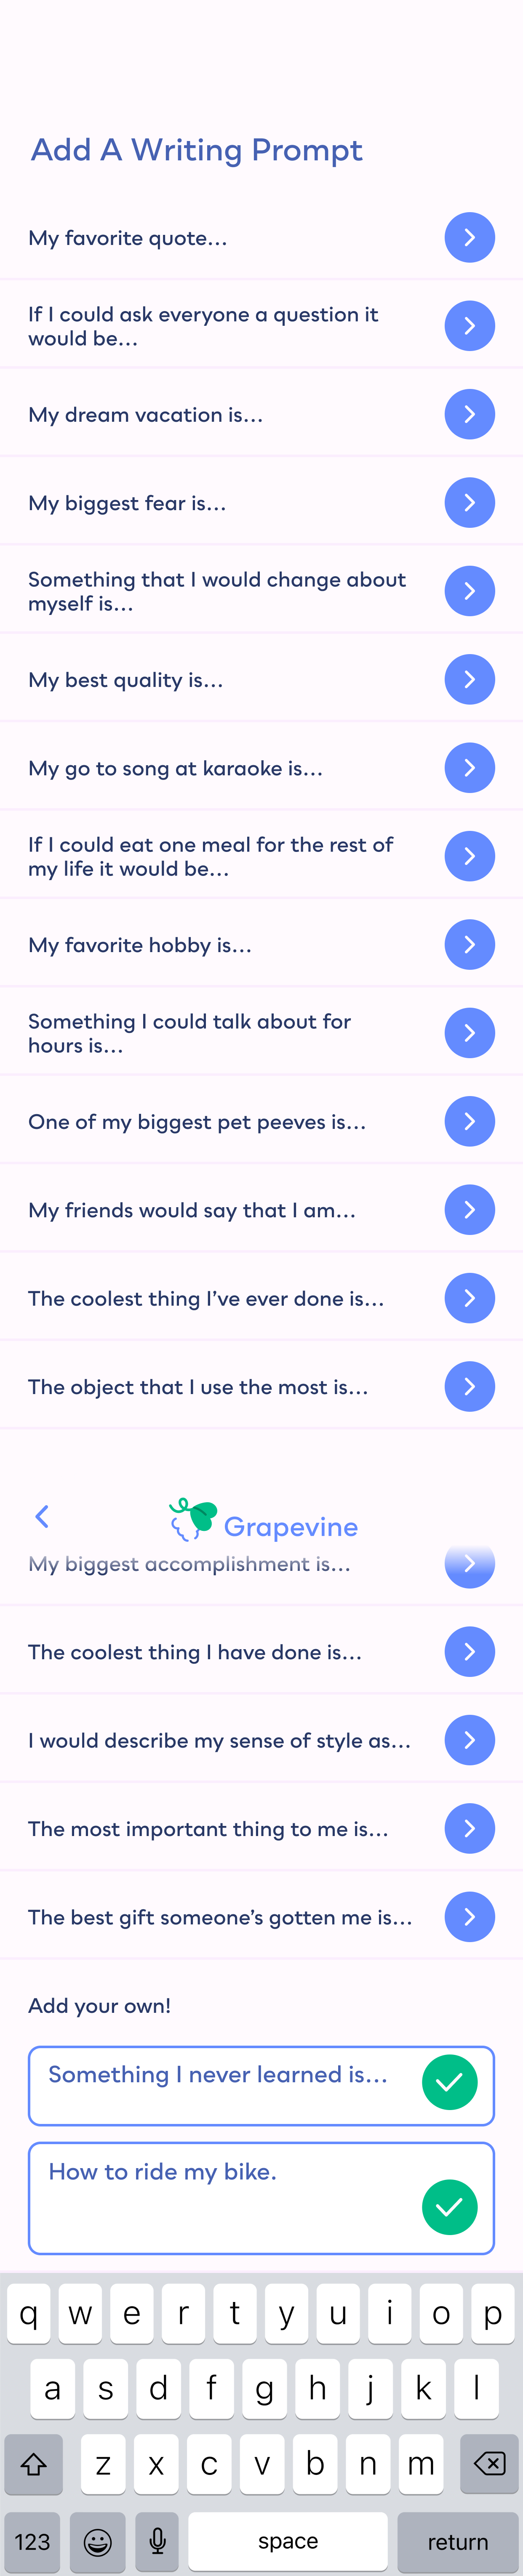 Add A Writing Prompt
My favorite quote...
If I could ask everyone a question it
would be...
My dream vacation is...
My biggest fear is...
Something that I would change about
myself is...
My best quality is...
My go to song at karaoke is...
If I could eat one meal for the rest of
my life it would be...
My favorite hobby is...
Something I could talk about for
hours is...
One of my biggest pet peeves is...
My friends would say that I am...
The coolest thing I’ve ever done is...
The object that I use the most is...
Grapevine
My biggest accomplishment is...
The coolest thing I have done is...
I would describe my sense of style as...
The most important thing to me is...
The best gift someone’s gotten me is...
Add your own!
Something I never learned is...
How to ride my bike.
q w e r t y u i o p
a s d f g h j k l
z x c v b n m
123 space return